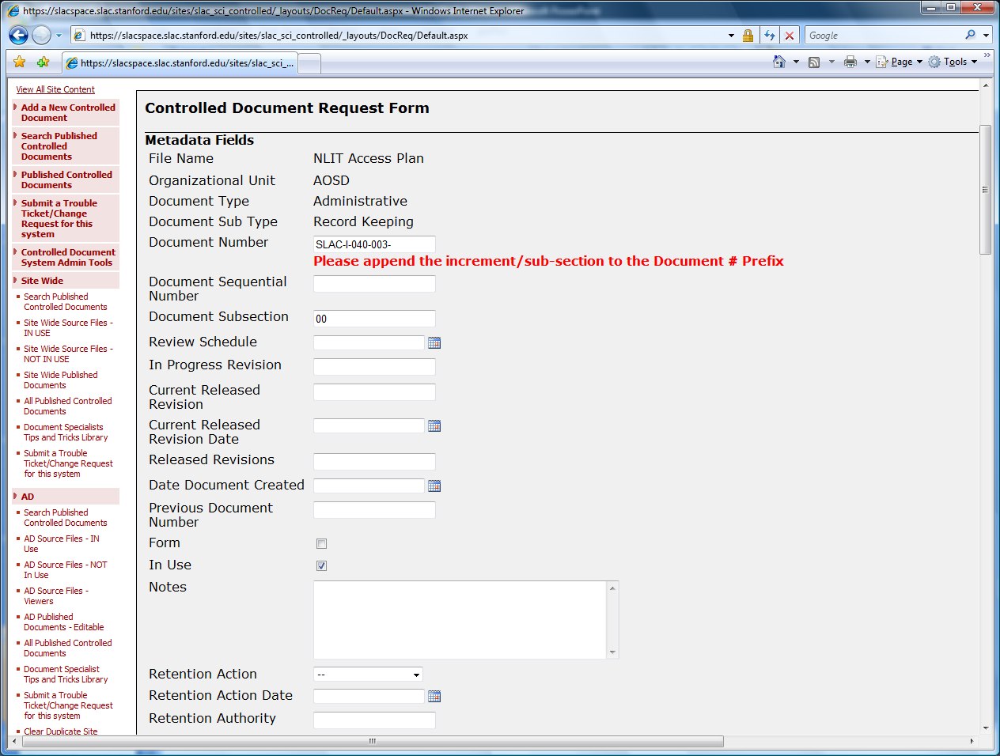 https://slacspace.slac.stanford.edu/sites/slac_sci_controlled/_layouts/DocReq/Default.aspx - Windows Internet Explorer
https://slacspace.slac.stanford.edu/sites/slac_sci_controlled/_layouts/DocReq/Default.aspx
Google
https://slacspace.slac.stanford.edu/sites/slac_sci_...
Page
Tools
View All Site Content
Add a New Controlled
Document
Search Published
Controlled
Documents
Published Controlled
Documents
Submit a Trouble
Ticket/Change
Request for this
system
Controlled Document
System Admin Tools
Site Wide
Search Published
Controlled Documents
Site Wide Source Files -
IN USE
Site Wide Source Files -
NOT IN USE
Site Wide Published
Documents
All Published Controlled
Documents
Document Specialists
Tips and Tricks Library
Submit a Trouble
Ticket/Change Request
for this system
AD
Search Published
Controlled Documents
AD Source Files - IN
Use
AD Source Files - NOT
In Use
AD Source Files -
Viewers
AD Published
Documents - Editable
All Published Controlled
Documents
Document Specialist
Tips and Tricks Library
Submit a Trouble
Ticket/Change Request
for this system
Clear Duplicate Site
Controlled Document Request Form
Metadata Fields
File Name NLIT Access Plan
Organizational Unit AOSD
Document Type Administrative
Document Sub Type Record Keeping
Document Number SLAC-I-040-003-
Please append the increment/sub-section to the Document # Prefix
Document Sequential
Number
Document Subsection 00
Review Schedule
In Progress Revision
Current Released
Revision
Current Released
Revision Date
Released Revisions
Date Document Created
Previous Document
Number
Form
In Use
Notes
Retention Action --
Retention Action Date
Retention Authority